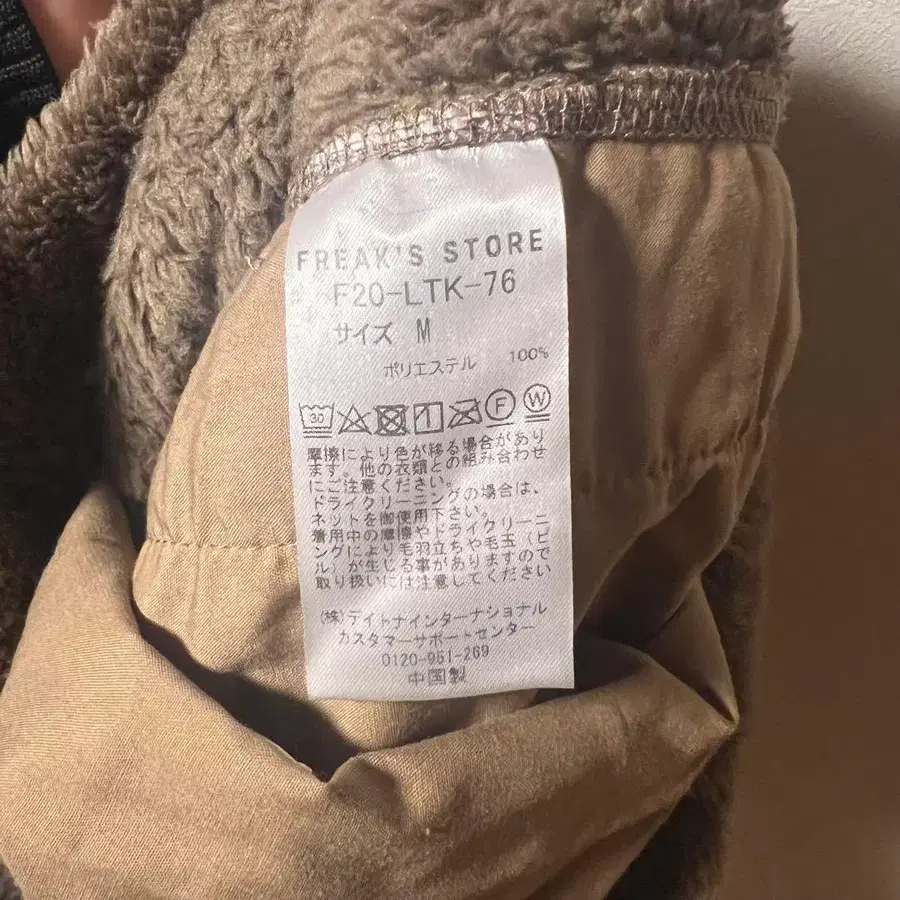 FREAK'S STORE
F20-LTK-76
サイズ M
ポリエステル 100%
30 F W
摩擦により色が移る場合があり
ます。他の衣類との組み合わせ
にご注意ください。
ドライクリーニングの場合は、
ネットを御使用下さい。
着用中の摩擦やドライクリーニ
ングにより毛羽立ちや毛玉(ピ
ル)が生じる事がありますので
取り扱いには注意してください
(株)デイトナインターナショナル
カスタマーサポートセンター
0120-951-269
中国製